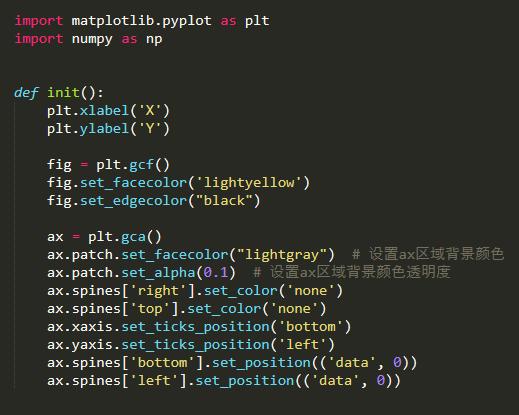 import matplotlib.pyplot as plt
import numpy as np
def init():
plt.xlabel('X')
plt.ylabel('Y')
fig = plt.gcf()
fig.set_facecolor('lightyellow')
fig.set_edgecolor("black")
ax = plt.gca()
ax.patch.set_facecolor("lightgray")  # 设置ax区域背景颜色
ax.patch.set_alpha(0.1)  # 设置ax区域背景颜色透明度
ax.spines['right'].set_color('none')
ax.spines['top'].set_color('none')
ax.xaxis.set_ticks_position('bottom')
ax.yaxis.set_ticks_position('left')
ax.spines['bottom'].set_position(('data', 0))
ax.spines['left'].set_position(('data', 0))